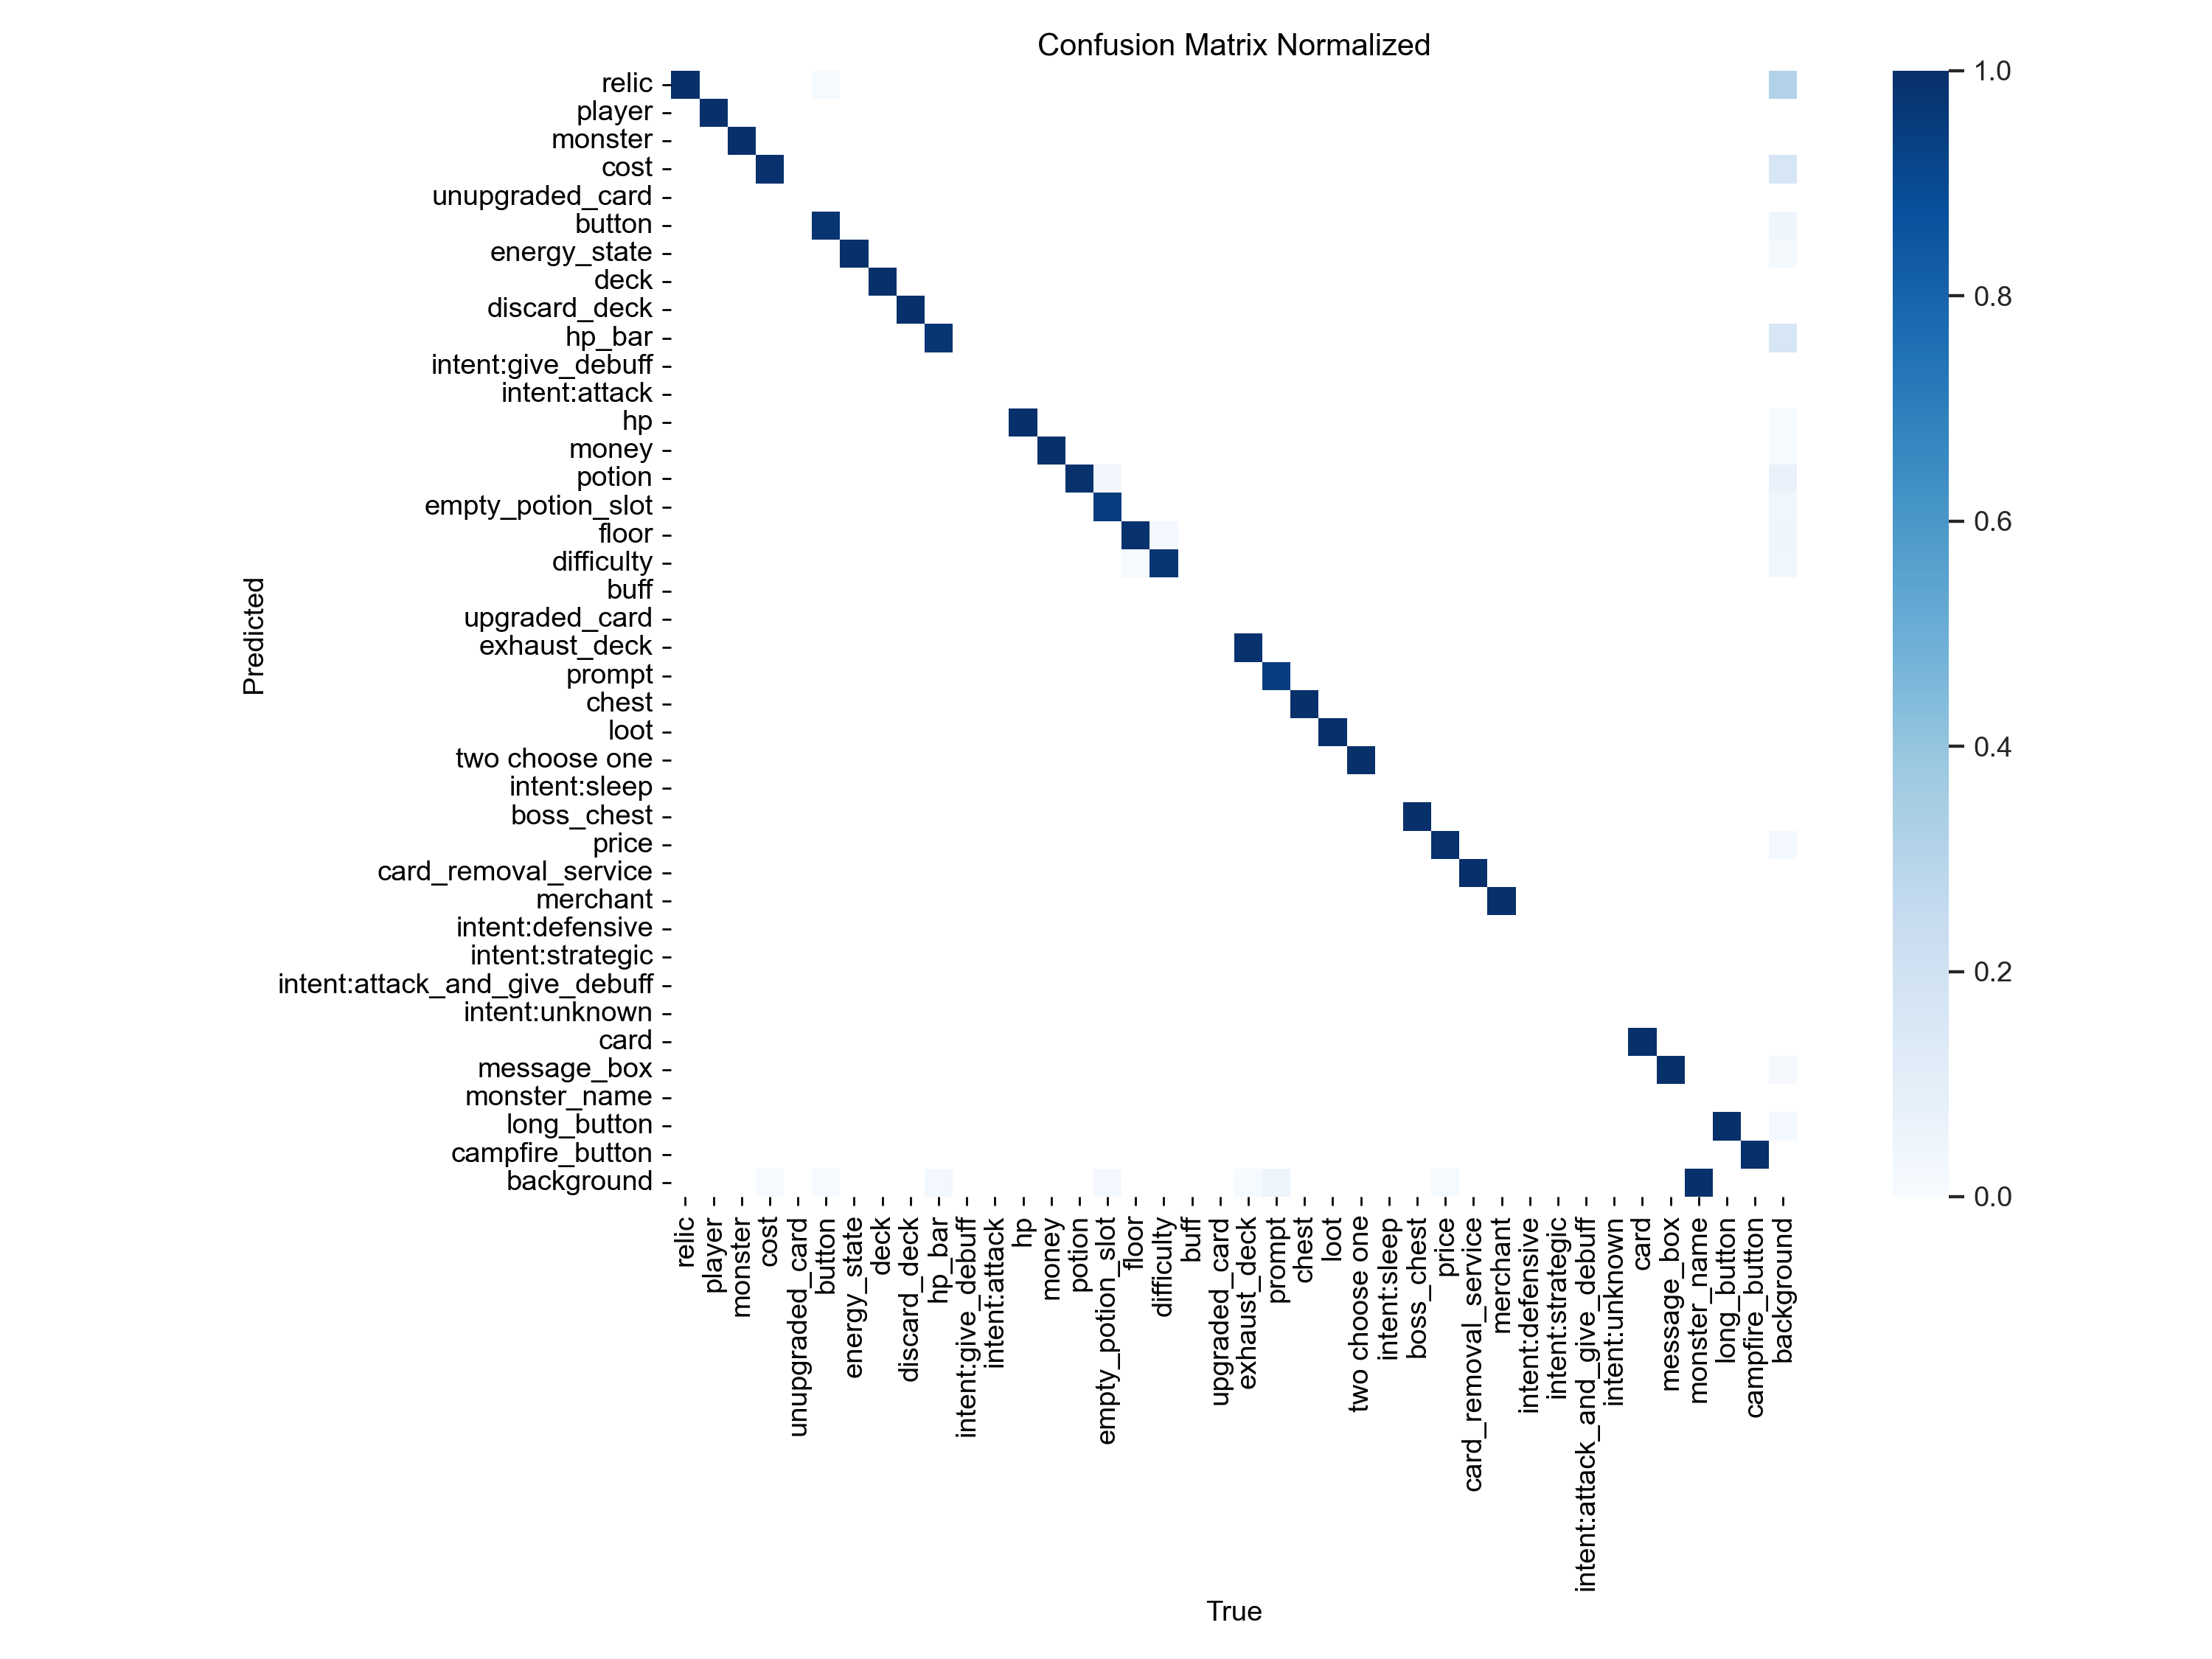 Confusion Matrix Normalized
relic
player
monster
cost
unupgraded_card
button
energy_state
deck
discard_deck
hp_bar
intent:give_debuff
intent:attack
hp
money
potion
empty_potion_slot
floor
difficulty
buff
upgraded_card
exhaust_deck
prompt
chest
loot
two choose one
intent:sleep
boss_chest
price
card_removal_service
merchant
intent:defensive
intent:strategic
intent:attack_and_give_debuff
intent:unknown
card
message_box
monster_name
long_button
campfire_button
background
Predicted
relic
player
monster
cost
unupgraded_card
button
energy_state
deck
discard_deck
hp_bar
intent:give_debuff
intent:attack
hp
money
potion
empty_potion_slot
floor
difficulty
buff
upgraded_card
exhaust_deck
prompt
chest
loot
two choose one
intent:sleep
boss_chest
price
card_removal_service
merchant
intent:defensive
intent:strategic
intent:attack_and_give_debuff
intent:unknown
card
message_box
monster_name
long_button
campfire_button
background
True
1.0
0.8
0.6
0.4
0.2
0.0